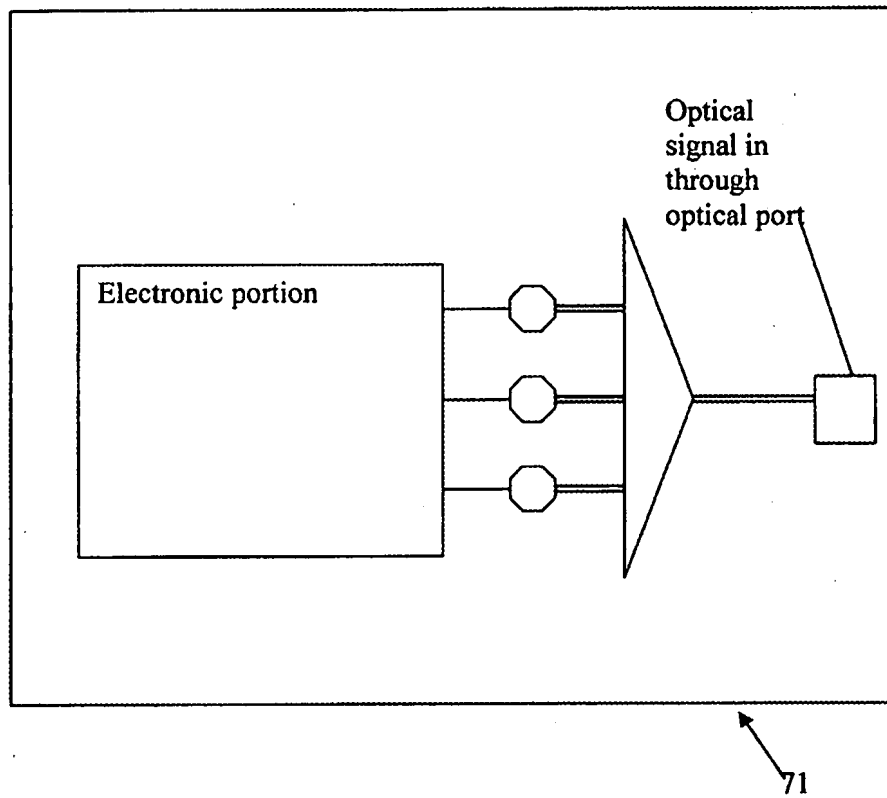 Optical
signal in
through
optical port
Electronic portion
71